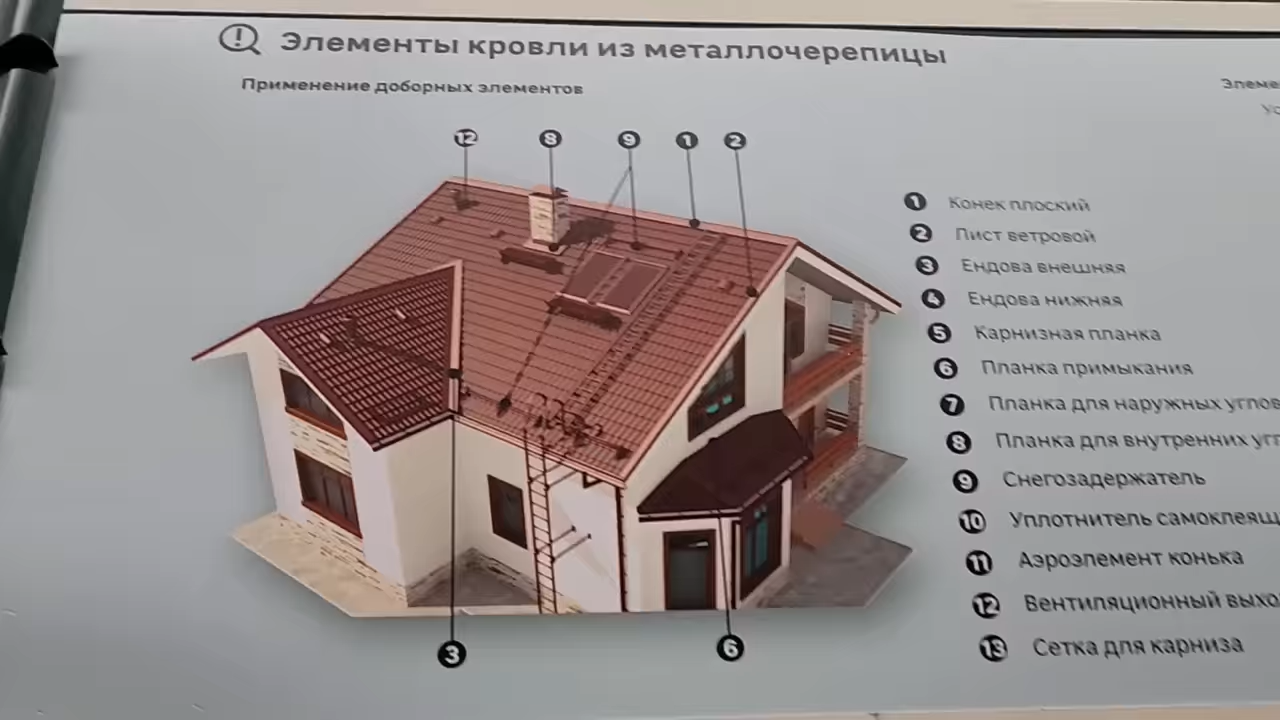 Элементы кровли из металлочерепицы
Применение доборных элементов
12 8 9 1 2
1 Конек плоский
2 Лист ветровой
3 Ендова внешняя
4 Ендова нижняя
5 Карнизная планка
6 Планка примыкания
7 Планка для наружных углов
8 Планка для внутренних
9 Снегозадержатель
10 Уплотнитель
11 Аэроэлемент конька
12 Вентиляционный
13 Сетка для карниза
3 6